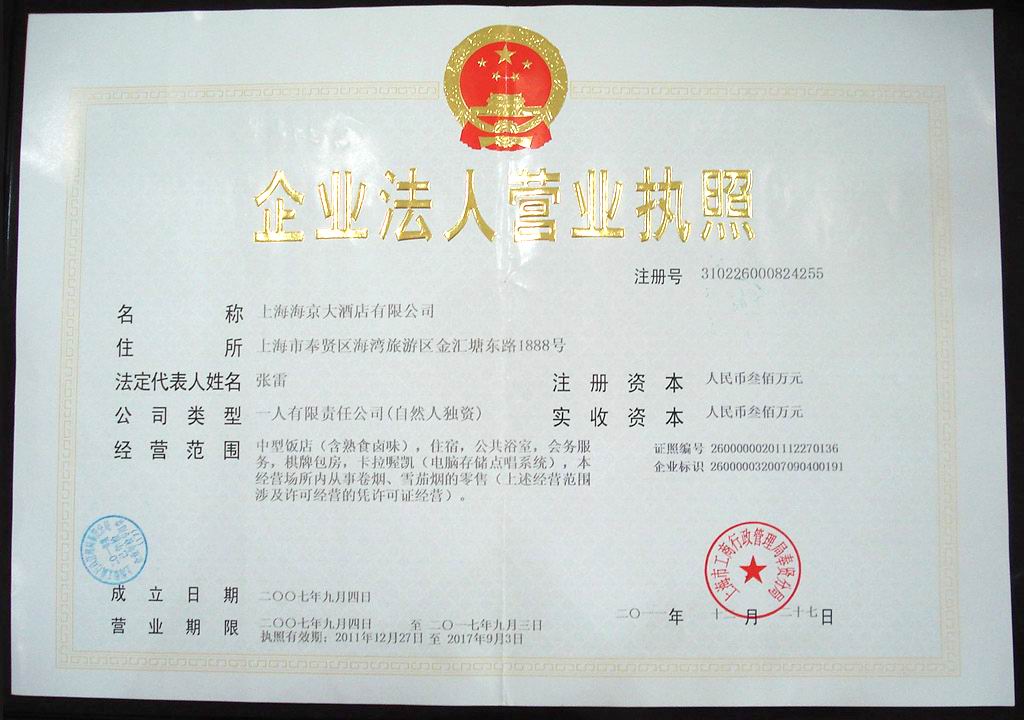 企业法人营业执照
注册号 310226000824255
名称 上海海京大酒店有限公司
住所 上海市奉贤区海湾旅游区金汇塘东路1888号
法定代表人姓名 张雷
注册资本 人民币叁佰万元
公司类型 一人有限责任公司(自然人独资)
实收资本 人民币叁佰万元
经营范围 中型饭店（含熟食卤味），住宿，公共浴室，会务服
务，棋牌包房，卡拉喔凯（电脑存储点唱系统），本
经营场所内从事卷烟、雪茄烟的零售（上述经营范围
涉及许可经营的凭许可证经营）。
证照编号 26000000201112270136
企业标识 26000003200709040​0191
上海市工商行政管理局奉贤分局
成立日期 二〇〇七年九月四日
营业期限 二〇〇七年九月四日 至 二〇一七年九月三日
执照有效期：2011年12月27日 至 2017年9月3日
二〇一一年 十二月 二十七日